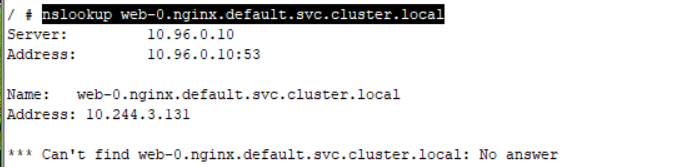 / # nslookup web-0.nginx.default.svc.cluster.local
Server:         10.96.0.10
Address:        10.96.0.10:53

Name:   web-0.nginx.default.svc.cluster.local
Address: 10.244.3.131

*** Can't find web-0.nginx.default.svc.cluster.local: No answer